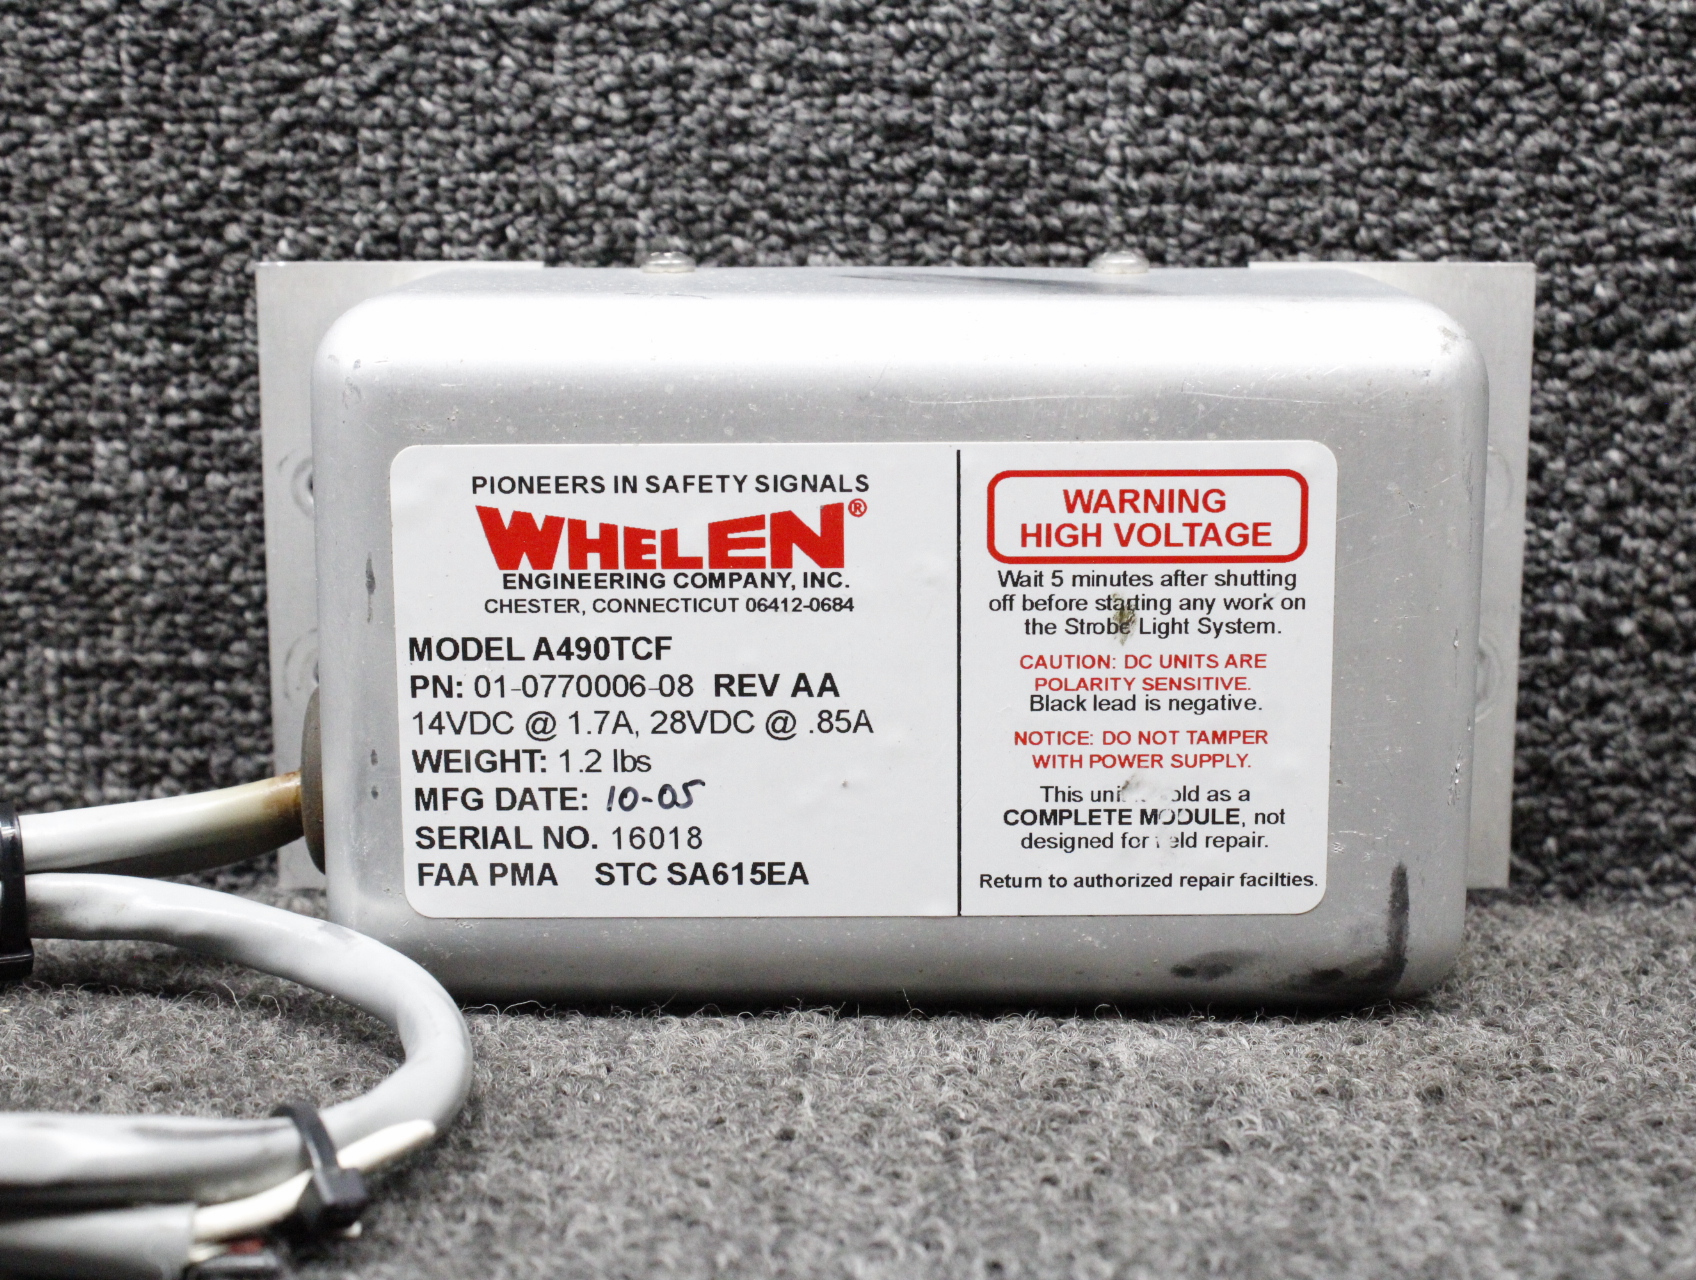 PIONEERS IN SAFETY SIGNALS
WHELEN®
ENGINEERING COMPANY, INC.
CHESTER, CONNECTICUT 06412-0684
MODEL A490TCF
PN: 01-0770006-08 REV AA
14VDC @ 1.7A, 28VDC @ .85A
WEIGHT: 1.2 lbs
MFG DATE: 10-05
SERIAL NO. 16018
FAA PMA STC SA615EA
WARNING
HIGH VOLTAGE
Wait 5 minutes after shutting
off before starting any work on
the Strobe Light System.
CAUTION: DC UNITS ARE
POLARITY SENSITIVE.
Black lead is negative.
NOTICE: DO NOT TAMPER
WITH POWER SUPPLY.
This as a
COMPLETE MODULE, not
designed for repair.
Return to authorized repair facilties.